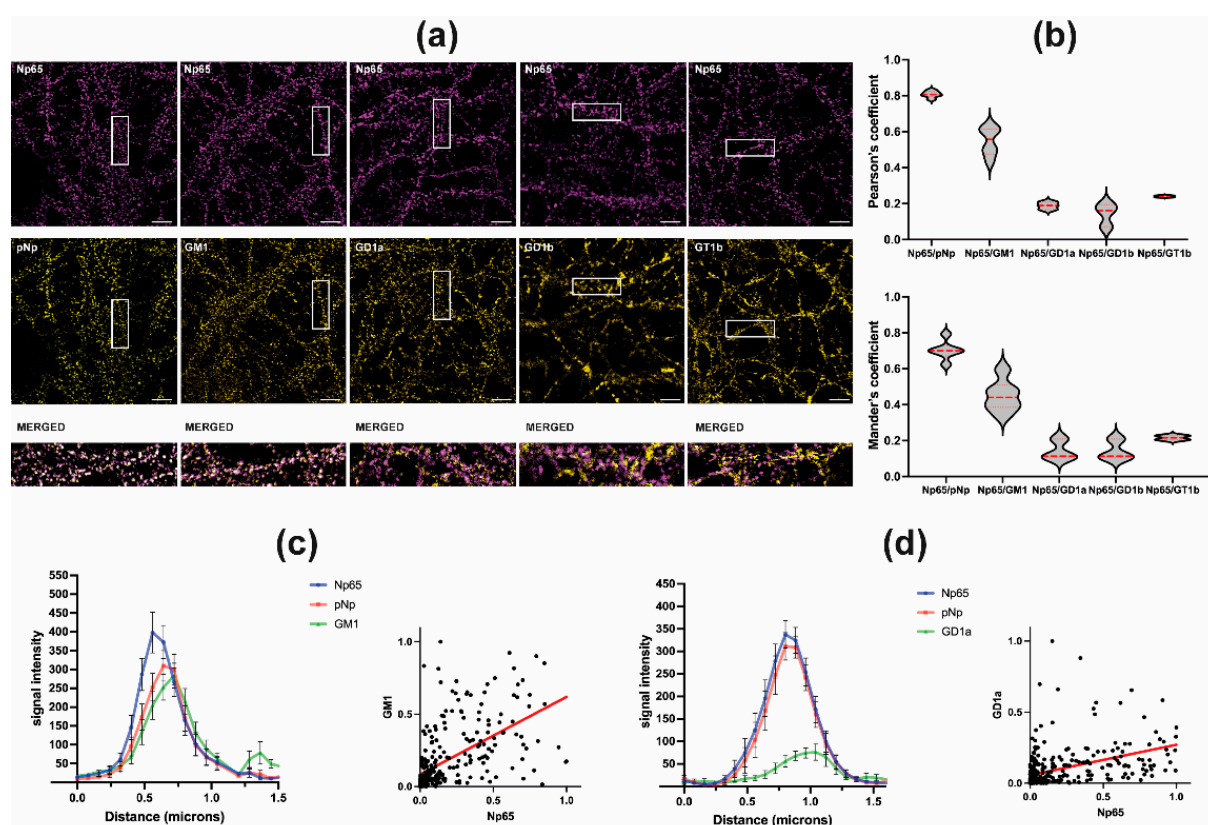 (a)
Np65 Np65 Np65 Np65 Np65
pNp GM1 GD1a GD1b GT1b
MERGED MERGED MERGED MERGED MERGED
(b)
Pearson's coefficient
1.0
0.8
0.6
0.4
0.2
0.0
Np65/pNp Np65/GM1 Np65/GD1a Np65/GD1b Np65/GT1b
Mander's coefficient
1.0
0.8
0.6
0.4
0.2
0.0
Np65/pNp Np65/GM1 Np65/GD1a Np65/GD1b Np65/GT1b
(c)
signal intensity
550
500
450
400
350
300
250
200
150
100
50
0.0 0.5 1.0 1.5
Distance (microns)
Np65
pNp
GM1
GM1
1.0
0.5
0.0
0.0 0.5 1.0
Np65
(d)
signal intensity
450
400
350
300
250
200
150
100
50
0
0.0 0.5 1.0 1.5
Distance (microns)
Np65
pNp
GD1a
GD1a
1.0
0.5
0.0
0.0 0.5 1.0
Np65